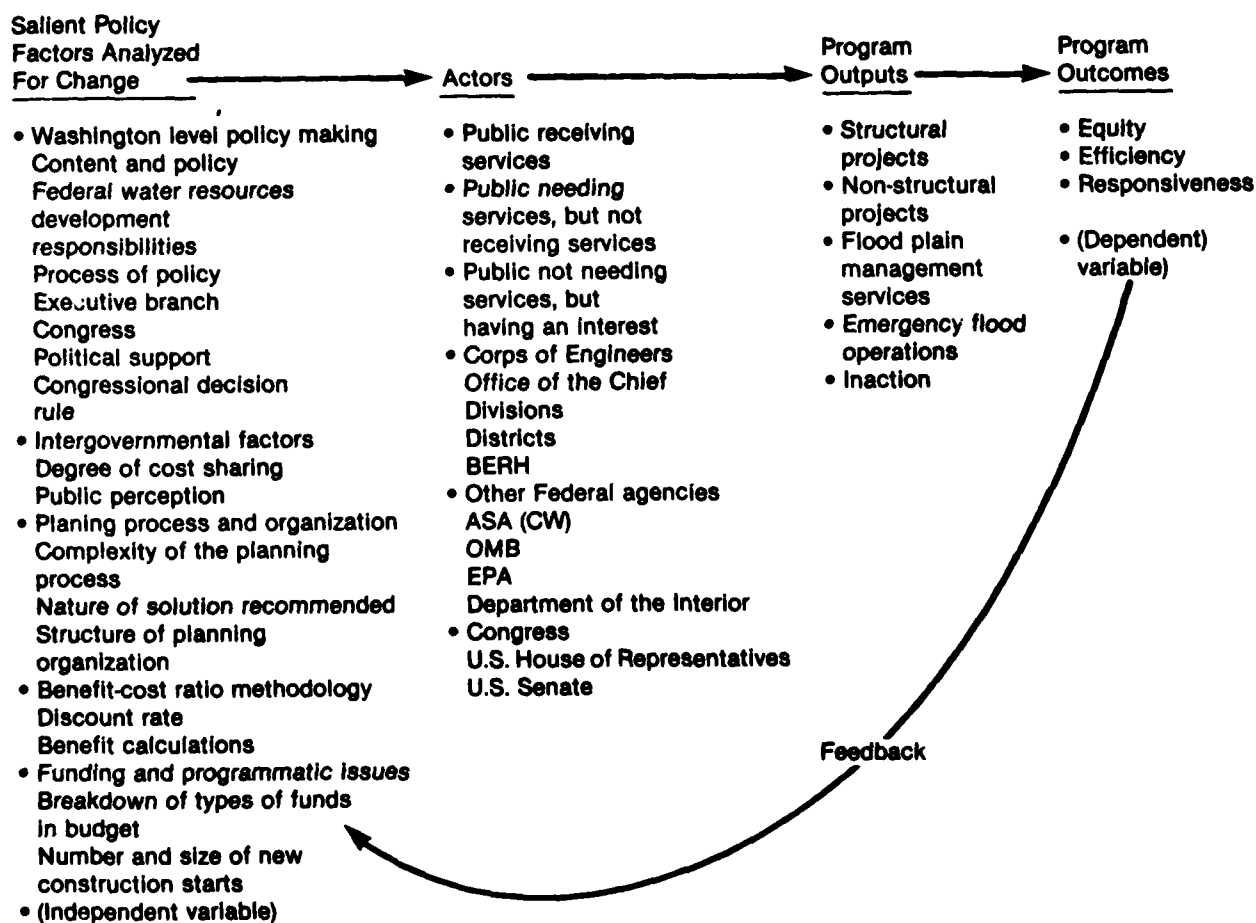 Salient Policy
Factors Analyzed
For Change
• Washington level policy making
Content and policy
Federal water resources
development
responsibilities
Process of policy
Executive branch
Congress
Political support
Congressional decision
rule
• Intergovernmental factors
Degree of cost sharing
Public perception
• Planing process and organization
Complexity of the planning
process
Nature of solution recommended
Structure of planning
organization
• Benefit-cost ratio methodology
Discount rate
Benefit calculations
• Funding and programmatic issues
Breakdown of types of funds
in budget
Number and size of new
construction starts
• (Independent variable)
Actors
• Public receiving
services
• Public needing
services, but not
receiving services
• Public not needing
services, but
having an interest
• Corps of Engineers
Office of the Chief
Divisions
Districts
BERH
• Other Federal agencies
ASA (CW)
OMB
EPA
Department of the Interior
• Congress
U.S. House of Representatives
U.S. Senate
Program
Outputs
• Structural
projects
• Non-structural
projects
• Flood plain
management
services
• Emergency flood
operations
• Inaction
Program
Outcomes
• Equity
• Efficiency
• Responsiveness
• (Dependent)
variable)
Feedback